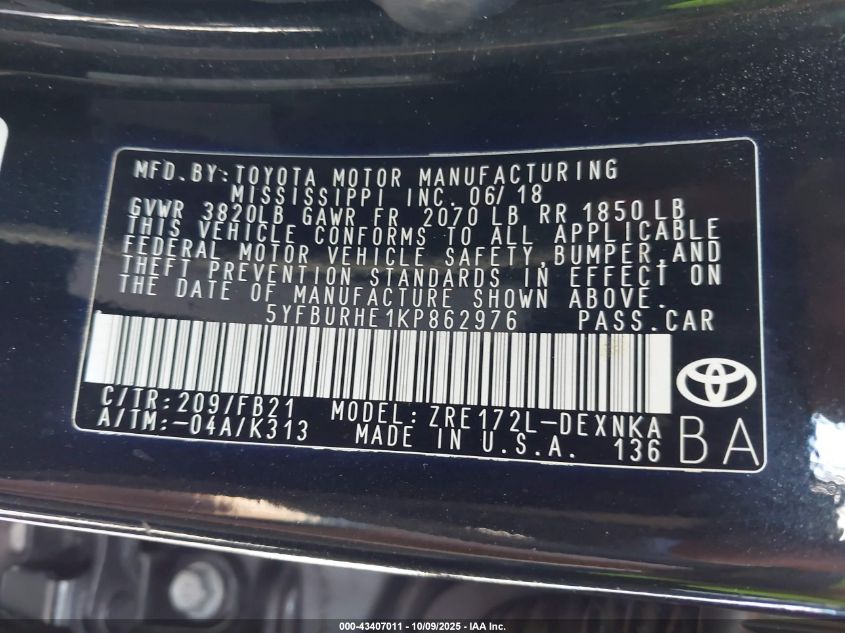 MFD.BY:TOYOTA MOTOR MANUFACTURING
MISSISSIPPI INC. 06/18
GVWR 3820LB GAWR FR 2070 LB RR 1850 LB
THIS VEHICLE CONFORMS TO ALL APPLICABLE
FEDERAL MOTOR VEHICLE SAFETY, BUMPER, AND
THEFT PREVENTION STANDARDS IN EFFECT ON
THE DATE OF MANUFACTURE SHOWN ABOVE.
5YFBURHE1KP862976 PASS.CAR
C/TR:209/FB21 MODEL: ZRE172L-DEXNKA
A/TM:-04A/K313 MADE IN U.S.A. 136 BA
000-43407011 - 10/09/2025 - IAA Inc.